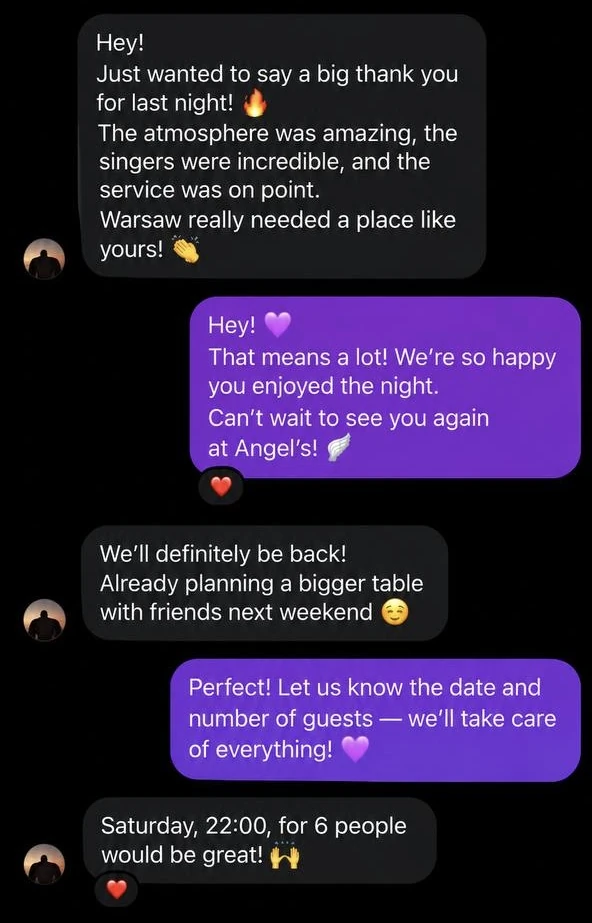 Hey!
Just wanted to say a big thank you
for last night! 🔥
The atmosphere was amazing, the
singers were incredible, and the
service was on point.
Warsaw really needed a place like
yours! 👏
Hey! 💜
That means a lot! We’re so happy
you enjoyed the night.
Can’t wait to see you again
at Angel’s! 🪽
We’ll definitely be back!
Already planning a bigger table
with friends next weekend ☺️
Perfect! Let us know the date and
number of guests — we’ll take care
of everything! 💜
Saturday, 22:00, for 6 people
would be great! 🙌